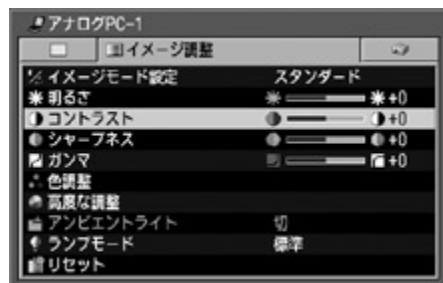 アナログPC-1
イメージ調整
イメージモード設定 スタンダード
明るさ +0
コントラスト +0
シャープネス +0
ガンマ +0
色調整
高度な調整
アンビエントライト 切
ランプモード 標準
リセット